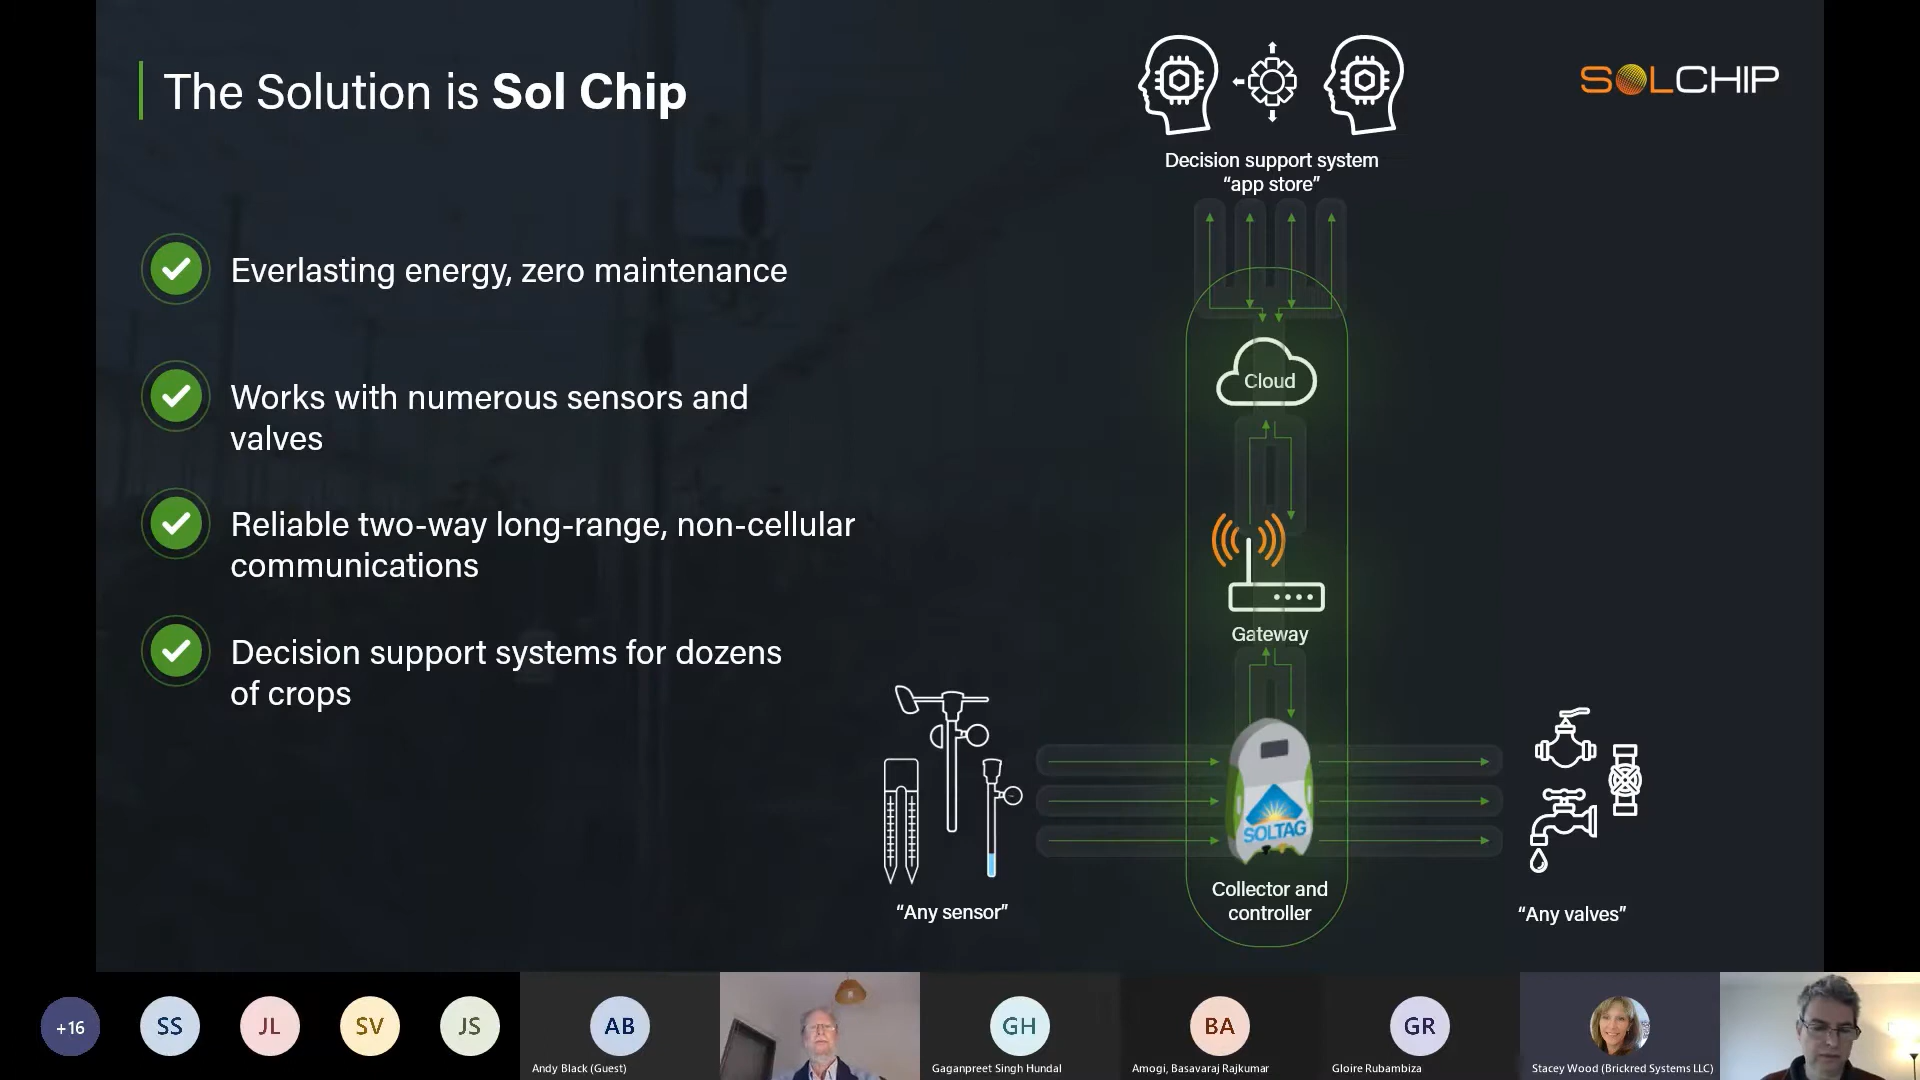 The Solution is Sol Chip
SOLCHIP
Decision support system
“app store”
Everlasting energy, zero maintenance
Works with numerous sensors and
valves
Reliable two-way long-range, non-cellular
communications
Decision support systems for dozens
of crops
Cloud
Gateway
SOLTAG
Collector and
controller
“Any sensor”
“Any valves”
+16
SS
JL
SV
JS
AB
Andy Black (Guest)
GH
Gaganpreet Singh Hundal
BA
Amogi, Basavaraj Rajkumar
GR
Gloire Rubambiza
Stacey Wood (Brickred Systems LLC)